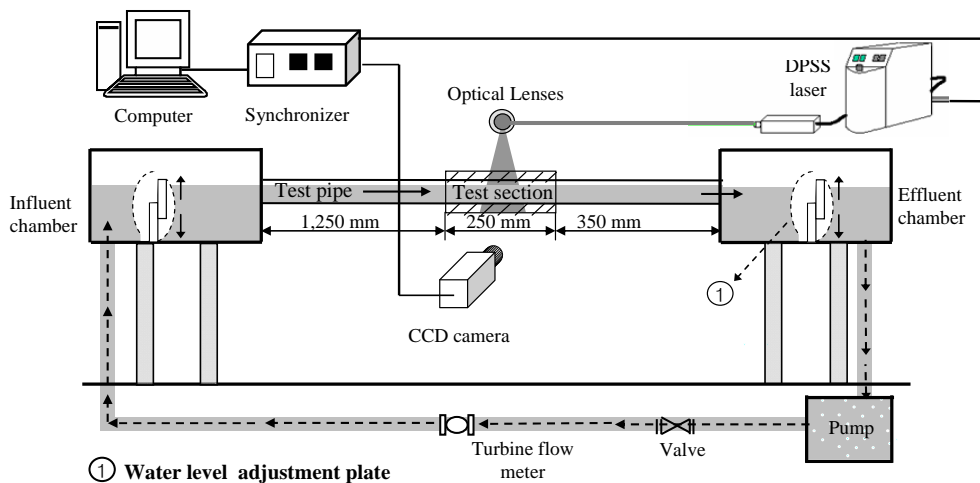 DPSS
laser
Optical Lenses
Computer
Synchronizer
Test pipe
Test section
Influent
chamber
Effluent
chamber
1,250 mm
250 mm
350 mm
1
CCD camera
Pump
Turbine flow
meter
Valve
1 Water level adjustment plate